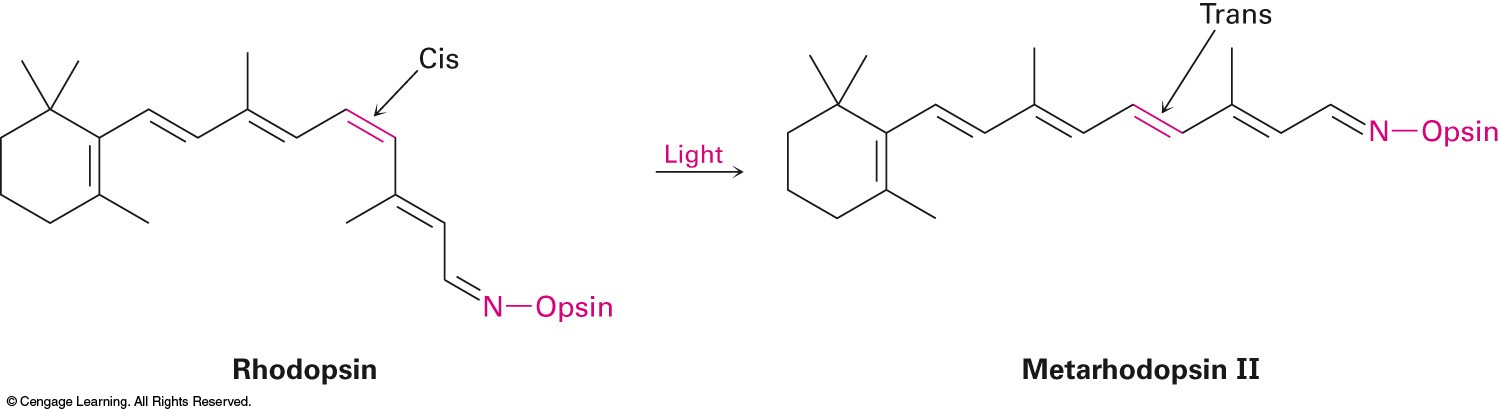 Trans
Cis
Light
N—Opsin
N—Opsin
Rhodopsin
Metarhodopsin II
© Cengage Learning. All Rights Reserved.